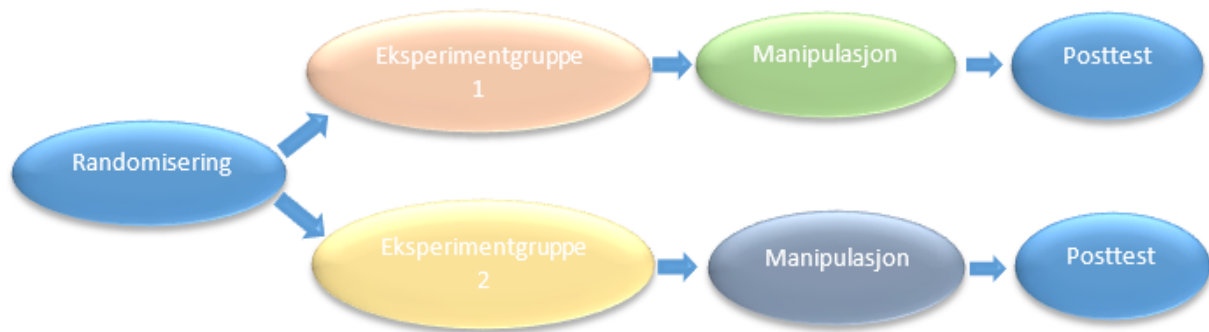 Randomisering
Eksperimentgruppe
1
Manipulasjon
Posttest
Eksperimentgruppe
2
Manipulasjon
Posttest